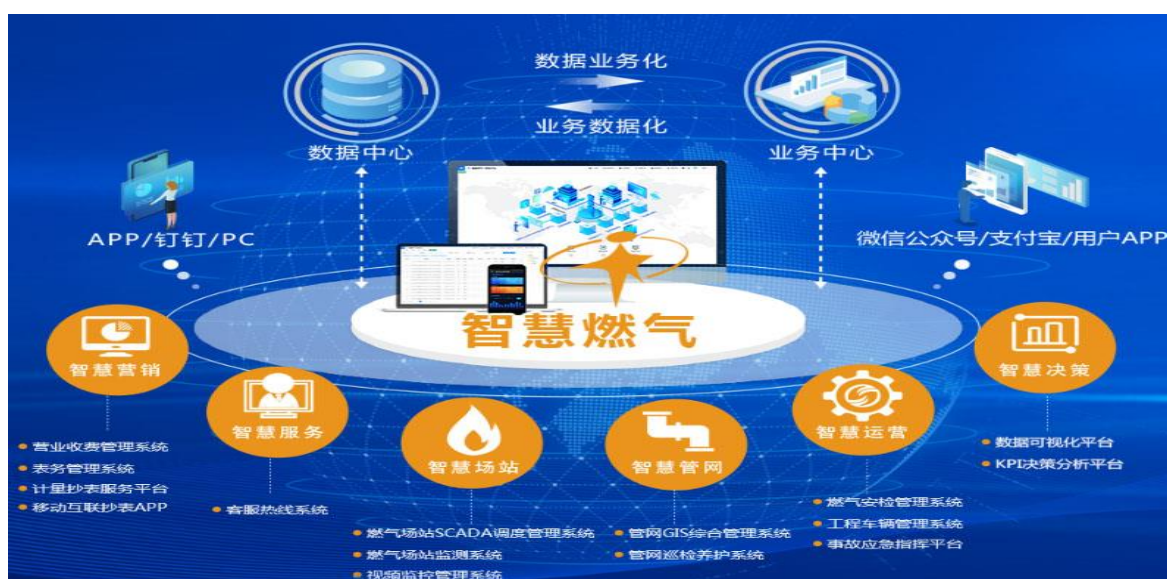 数据业务化
业务数据化
数据中心
业务中心
APP/钉钉/PC
微信公众号/支付宝/用户APP
智慧燃气
智慧营销
营业收费管理系统
表务管理系统
计量抄表服务平台
移动互联抄表APP
智慧服务
客服热线系统
智慧场站
燃气场站SCADA调度管理系统
燃气场站监测系统
视频监控管理系统
智慧管网
管网GIS综合管理系统
管网巡检养护系统
智慧运营
燃气安检管理系统
工程车辆管理系统
事故应急指挥平台
智慧决策
数据可视化平台
KPI决策分析平台